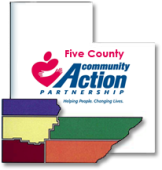 Five County
community
Action
PARTNERSHIP
Helping People. Changing Lives.